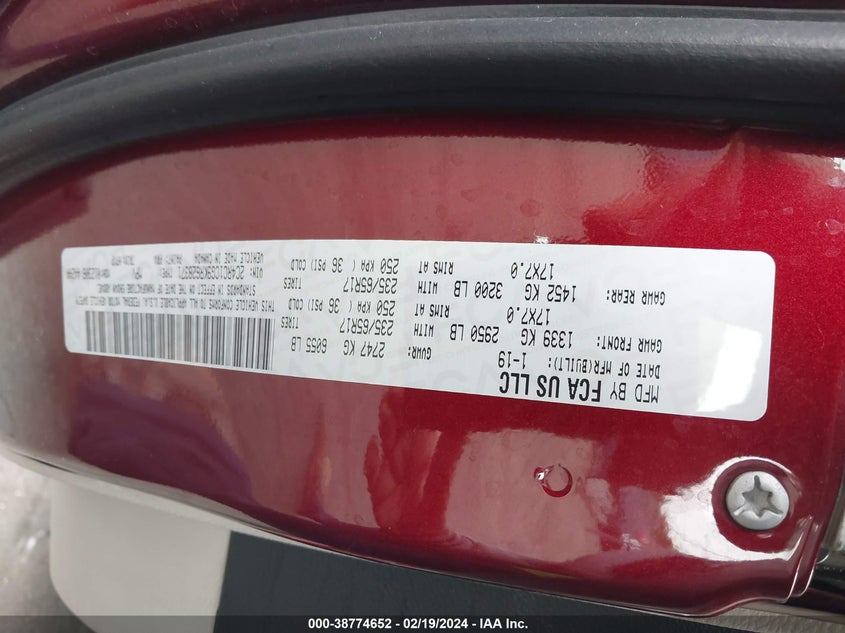 MFD BY FCA US LLC
DATE OF MFR(BUILT): 1-19
GVWR: 2747 KG 6055 LB
GAWR FRONT: 1339 KG 2950 LB WITH TIRES 235/65R17
17X7.0 RIMS AT 250 KPA ( 36 PSI) COLD
GAWR REAR: 1452 KG 3200 LB WITH TIRES 235/65R17
17X7.0 RIMS AT 250 KPA ( 36 PSI) COLD
THIS VEHICLE CONFORMS TO ALL APPLICABLE U.S.A. FEDERAL MOTOR VEHICLE SAFETY
STANDARDS IN EFFECT ON THE DATE OF MANUFACTURE SHOWN ABOVE.
VIN: TYPE: MPV
VEHICLE MADE IN CANADA
000-38774652 - 02/19/2024 - IAA Inc.